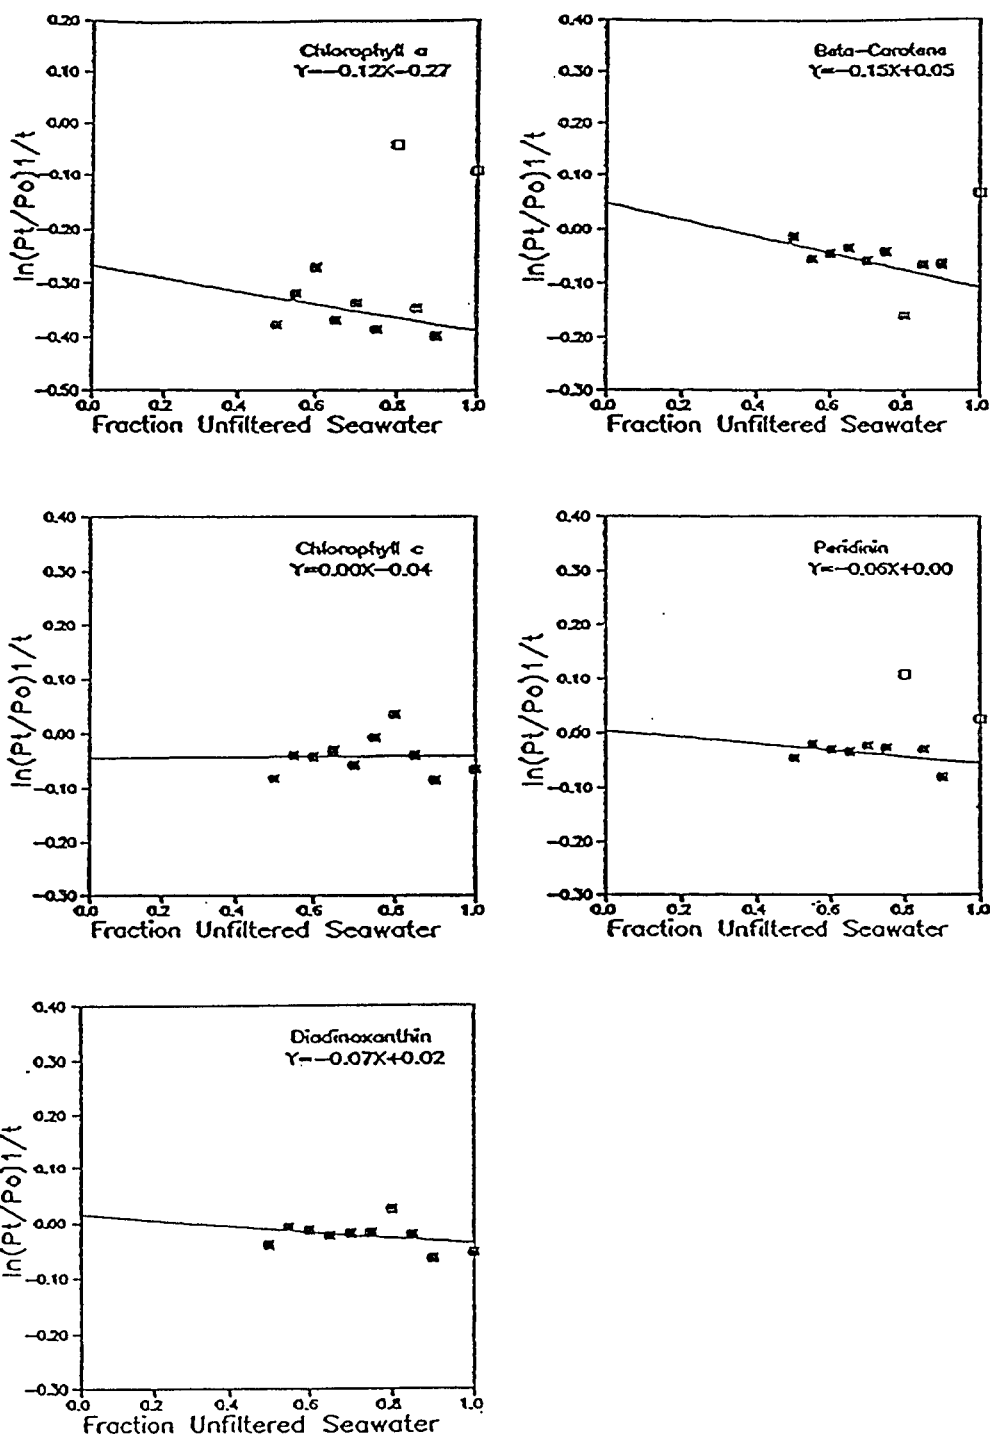 Chlorophyll a
Y=-0.12X-0.27
0.20
0.10
0.00
-0.10
-0.20
-0.30
-0.40
-0.50
ln(Pt/Po)1/t
0.0 0.2 0.4 0.6 0.8 1.0
Fraction Unfiltered Seawater
Beta-Carotene
Y=-0.15X+0.05
0.40
0.30
0.20
0.10
0.00
-0.10
-0.20
-0.30
ln(Pt/Po)1/t
0.0 0.2 0.4 0.6 0.8 1.0
Fraction Unfiltered Seawater
Chlorophyll c
Y=0.00X-0.04
0.40
0.30
0.20
0.10
0.00
-0.10
-0.20
-0.30
ln(Pt/Po)1/t
0.0 0.2 0.4 0.6 0.8 1.0
Fraction Unfiltered Seawater
Peridinin
Y=-0.06X+0.00
0.40
0.30
0.20
0.10
0.00
-0.10
-0.20
-0.30
ln(Pt/Po)1/t
0.0 0.2 0.4 0.6 0.8 1.0
Fraction Unfiltered Seawater
Diadinoxanthin
Y=-0.07X+0.02
0.40
0.30
0.20
0.10
0.00
-0.10
-0.20
-0.30
ln(Pt/Po)1/t
0.0 0.2 0.4 0.6 0.8 1.0
Fraction Unfiltered Seawater